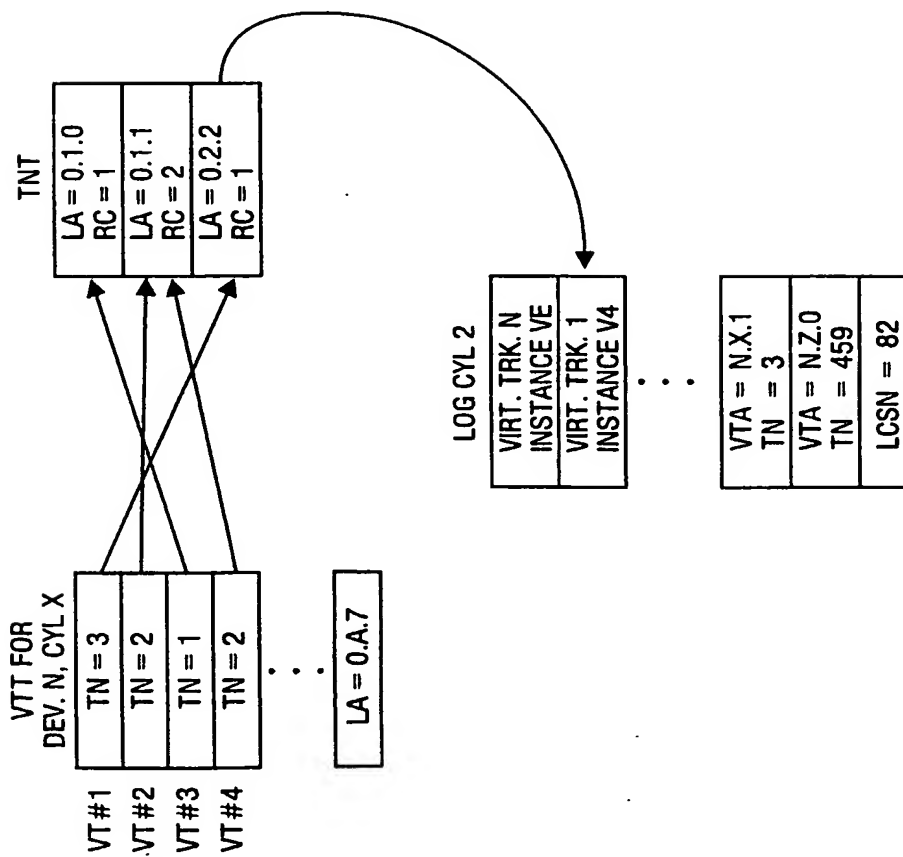 VTT FOR
DEV. N, CYL X
VT#1
TN = 3
VT#2
TN = 2
VT#3
TN = 1
VT#4
TN = 2
LA = 0.A.7
TNT
LA = 0.1.0
RC = 1
LA = 0.1.1
RC = 2
LA = 0.2.2
RC = 1
LOG CYL 2
VIRT. TRK. N
INSTANCE VE
VIRT. TRK. 1
INSTANCE V4
VTA = N.X.1
TN = 3
VTA = N.Z.0
TN = 459
LCSN = 82